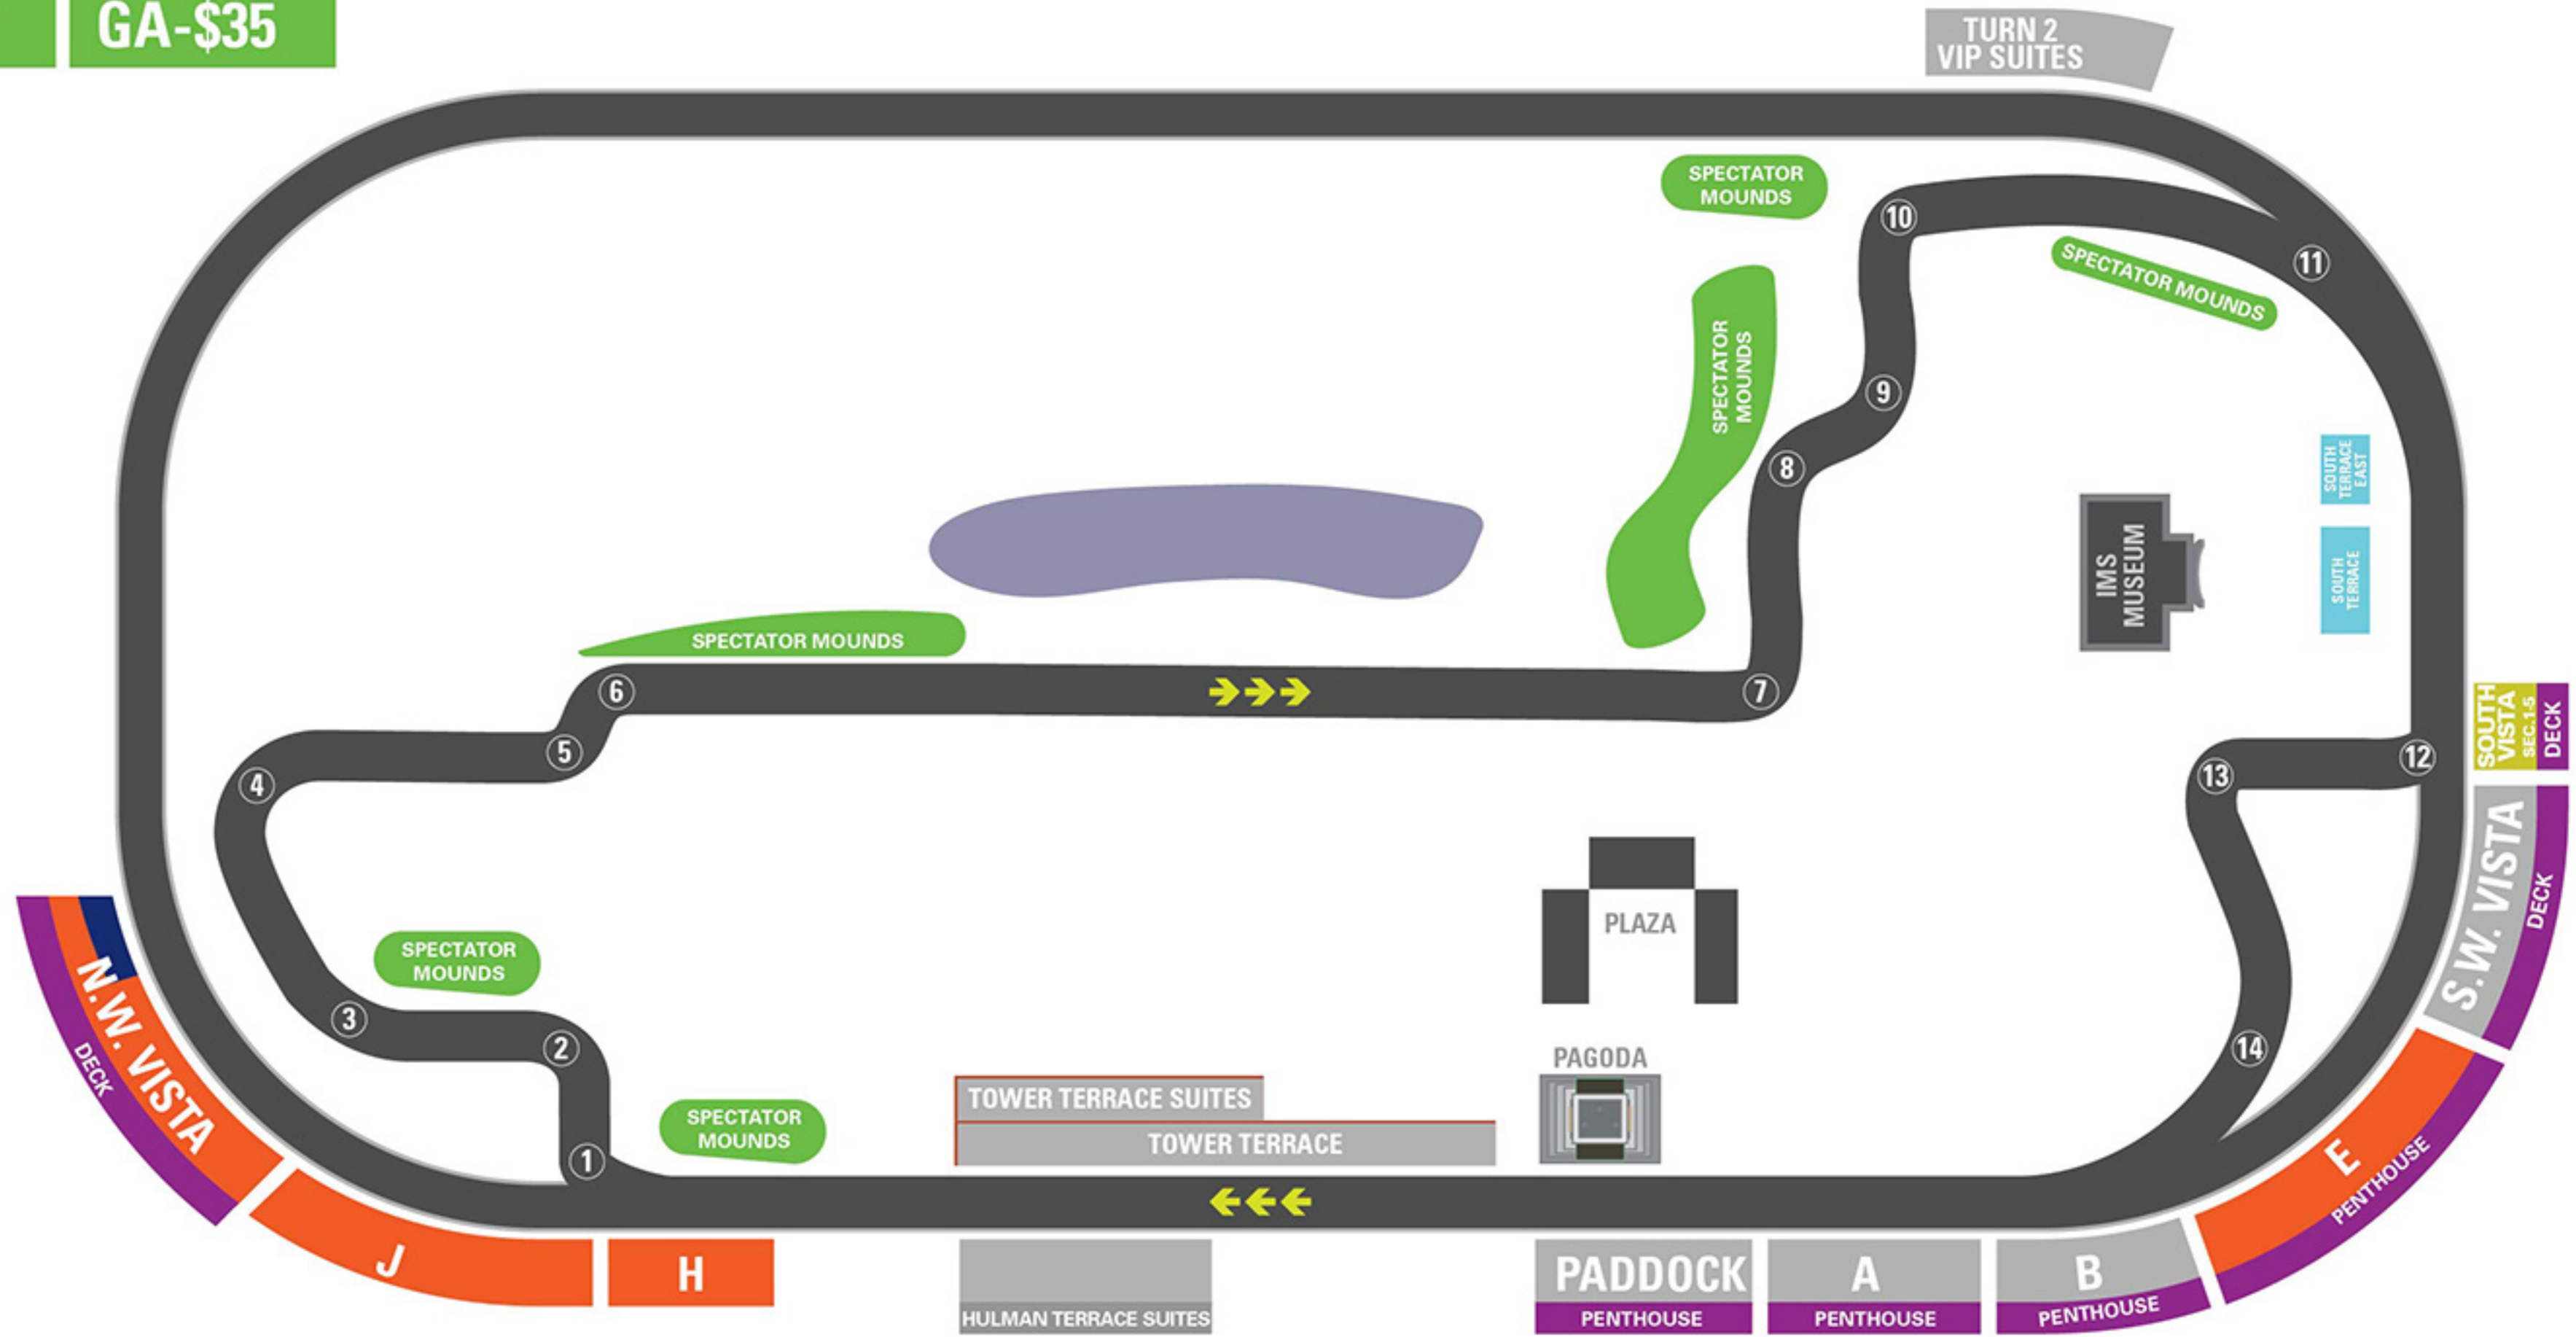 GA-$35
TURN 2
VIP SUITES
SPECTATOR
MOUNDS
10
11
SPECTATOR MOUNDS
SPECTATOR
MOUNDS
9
8
SOUTH
TERRACE
EAST
IMS
MUSEUM
SOUTH
TERRACE
SPECTATOR MOUNDS
6
7
5
4
SOUTH
VISTA
SEC.1-5
DECK
12
13
S.W. VISTA
DECK
PLAZA
SPECTATOR
MOUNDS
3
2
N.W. VISTA
DECK
14
PAGODA
TOWER TERRACE SUITES
TOWER TERRACE
SPECTATOR
MOUNDS
1
E
PENTHOUSE
J
H
HULMAN TERRACE SUITES
PADDOCK
PENTHOUSE
A
PENTHOUSE
B
PENTHOUSE